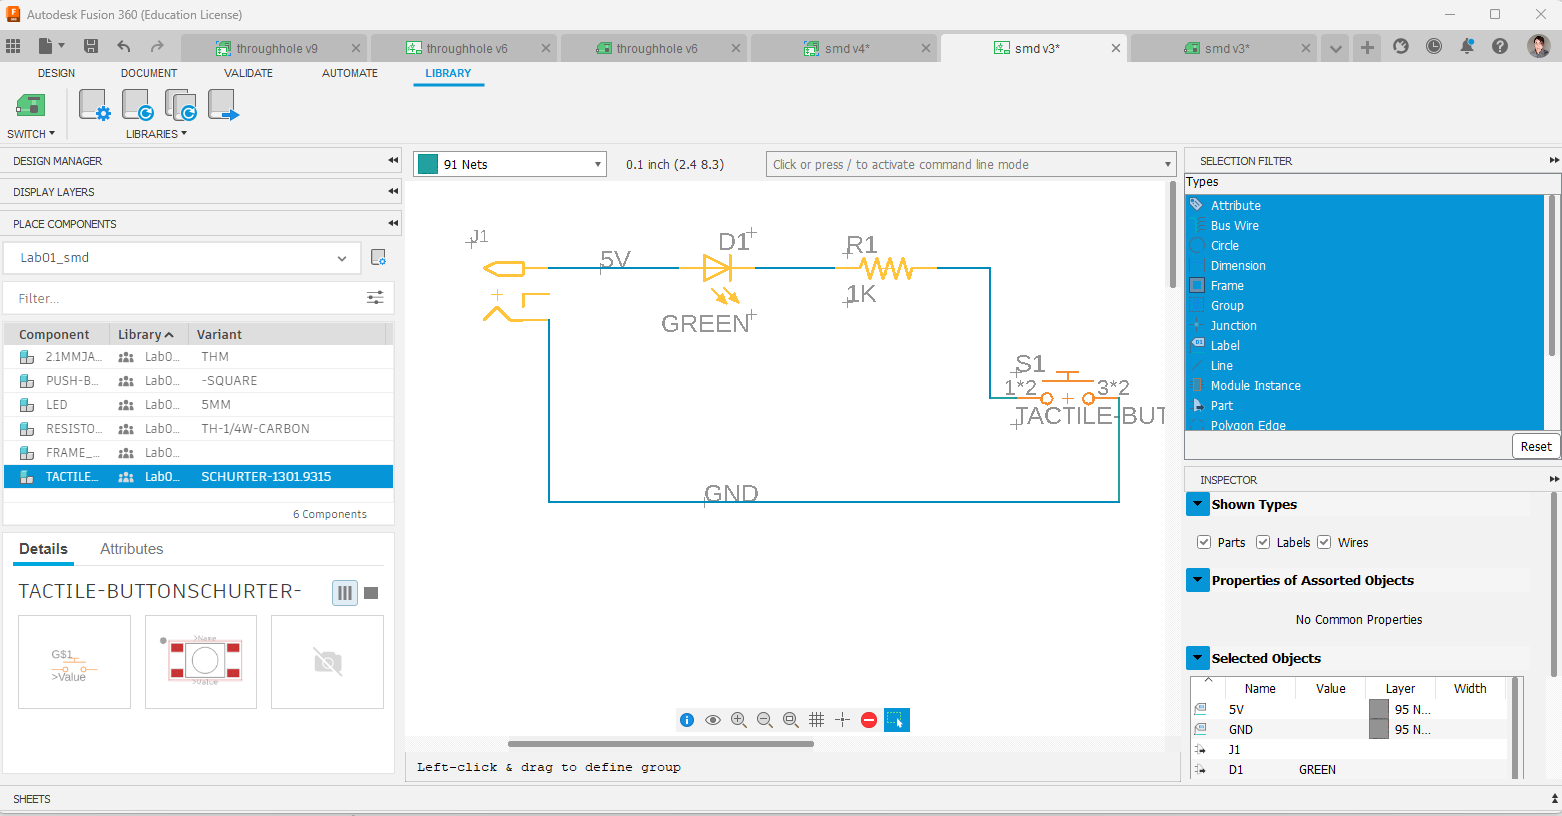 Autodesk Fusion 360 (Education License)
throughhole v9
throughhole v6
throughhole v6
smd v4*
smd v3*
smd v3*
DESIGN
DOCUMENT
VALIDATE
AUTOMATE
LIBRARY
SWITCH
LIBRARIES
DESIGN MANAGER
DISPLAY LAYERS
PLACE COMPONENTS
Lab01_smd
Filter...
Component Library Variant
2.1MMJA... Lab0... THM
PUSH-B... Lab0... -SQUARE
LED Lab0... 5MM
RESISTO... Lab0... TH-1/4W-CARBON
FRAME_... Lab0...
TACTILE... Lab0... SCHURTER-1301.9315
6 Components
Details Attributes
TACTILE-BUTTONSCHURTER-
G$1
>Value
>Name
>Value
91 Nets
0.1 inch (2.4 8.3)
Click or press / to activate command line mode
J1
5V
D1
GREEN
R1
1K
S1
1*2
3*2
TACTILE-BUT
GND
Left-click & drag to define group
SELECTION FILTER
Types
Attribute
Bus Wire
Circle
Dimension
Frame
Group
Junction
Label
Line
Module Instance
Part
Polygon Edge
Reset
INSPECTOR
Shown Types
Parts Labels Wires
Properties of Assorted Objects
No Common Properties
Selected Objects
Name Value Layer Width
5V 95 N...
GND 95 N...
J1
D1 GREEN
SHEETS